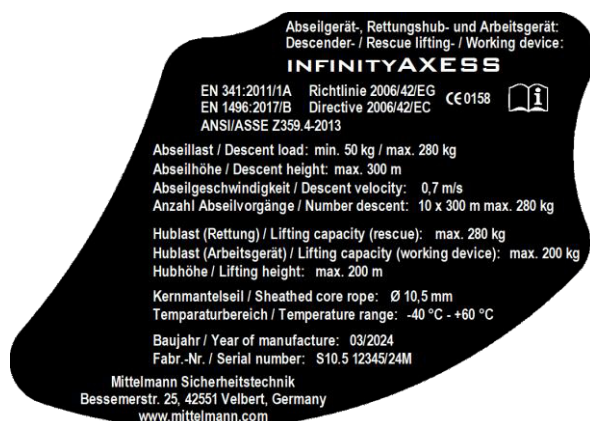 Abseilgerät-, Rettungshub- und Arbeitsgerät:
Descender- / Rescue lifting- / Working device:
INFINITYAXESS
EN 341:2011/1A Richtlinie 2006/42/EG
EN 1496:2017/B Directive 2006/42/EC CE 0158
ANSI/ASSE Z359.4-2013
Abseillast / Descent load: min. 50 kg / max. 280 kg
Abseilhöhe / Descent height: max. 300 m
Abseilgeschwindigkeit / Descent velocity: 0,7 m/s
Anzahl Abseilvorgänge / Number descent: 10 x 300 m max. 280 kg
Hublast (Rettung) / Lifting capacity (rescue): max. 280 kg
Hublast (Arbeitsgerät) / Lifting capacity (working device): max. 200 kg
Hubhöhe / Lifting height: max. 200 m
Kernmantelseil / Sheathed core rope: Ø 10,5 mm
Temparaturbereich / Temperature range: -40 °C - +60 °C
Baujahr / Year of manufacture: 03/2024
Fabr.-Nr. / Serial number: S10.5 12345/24M
Mittelmann Sicherheitstechnik
Bessemerstr. 25, 42551 Velbert, Germany
www.mittelmann.com